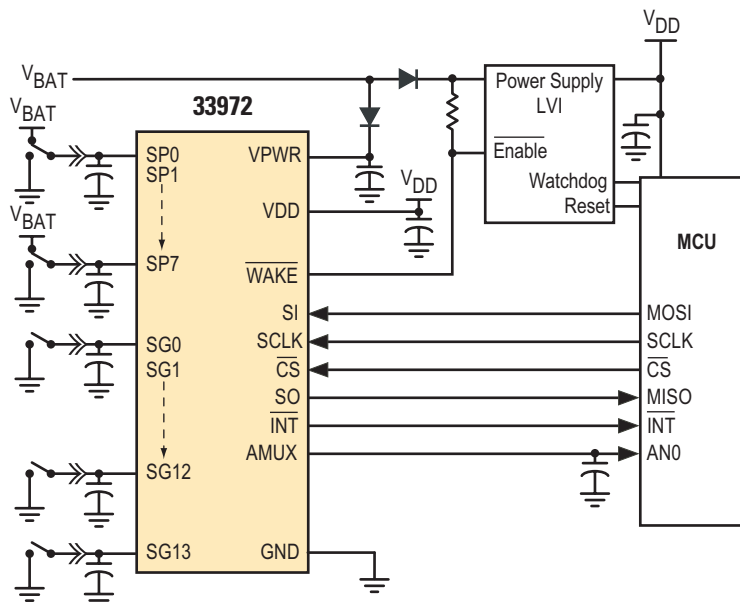 VDD
VBAT
33972
Power Supply
LVI
VBAT
Enable
SP0
SP1
VPWR
VDD
Watchdog
Reset
VDD
MCU
VBAT
SP7
WAKE
SI
MOSI
SG0
SCLK
SCLK
SG1
CS
CS
SO
MISO
INT
INT
SG12
AMUX
AN0
SG13
GND